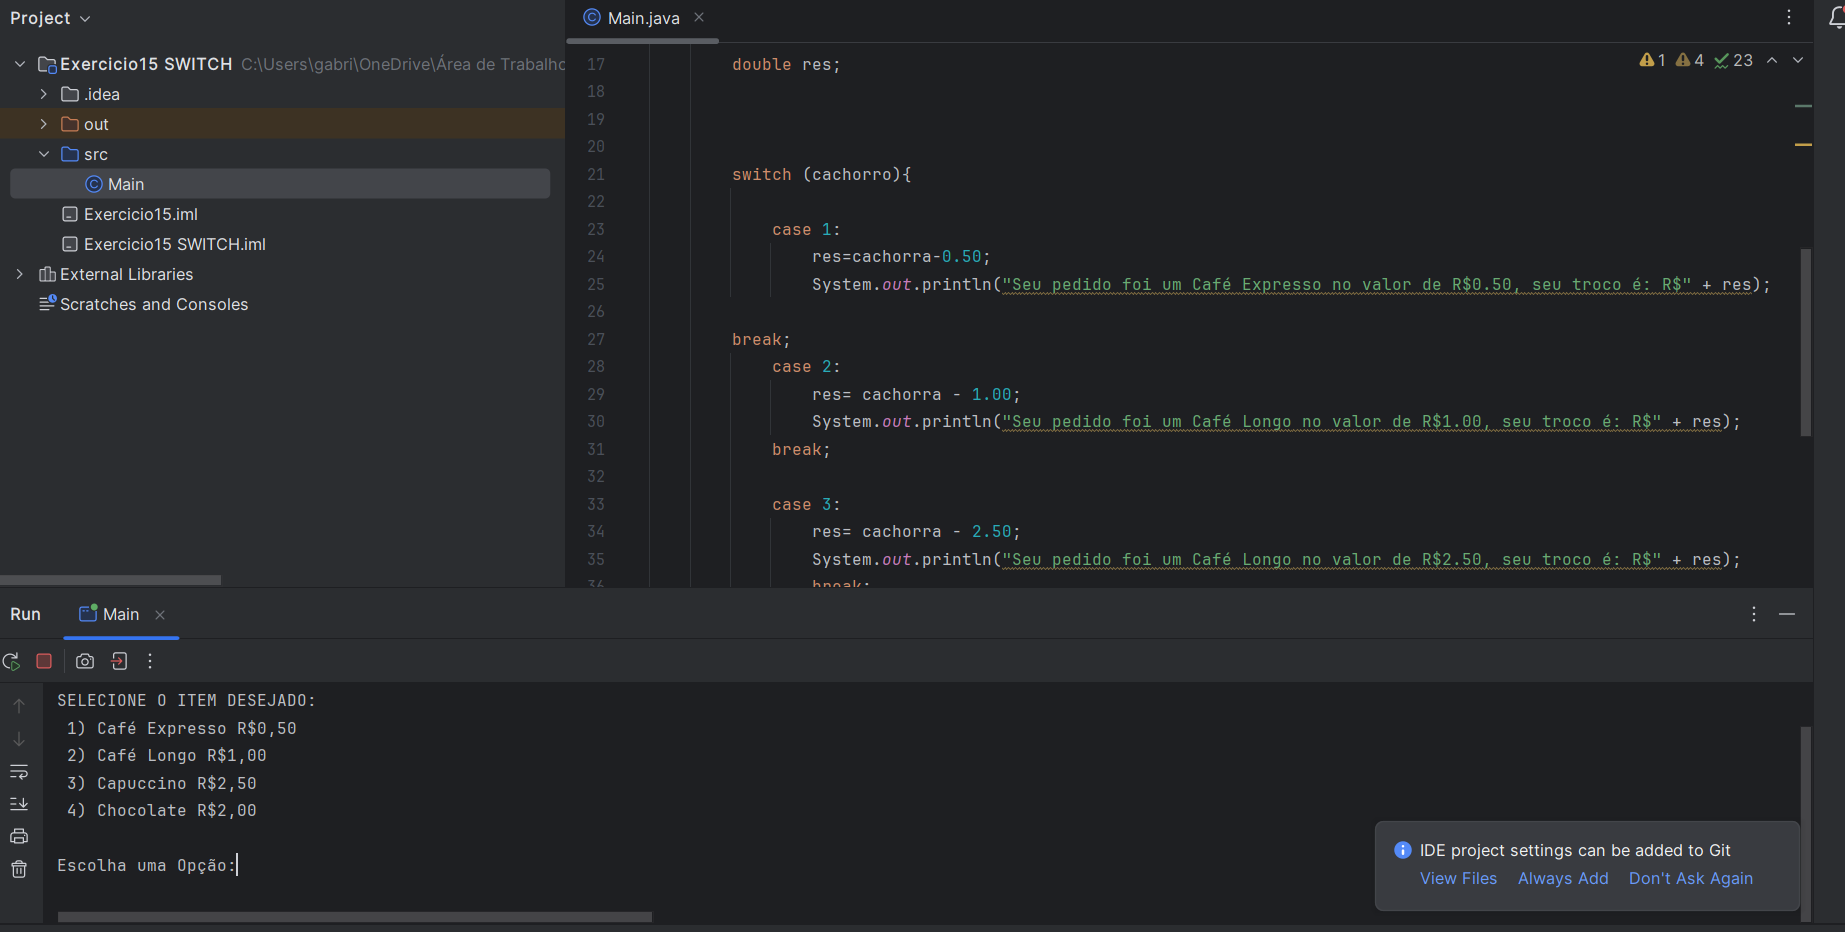 Project
Main.java
Exercicio15 SWITCH C:\Users\gabri\OneDrive\Área de Trabalho
.idea
out
src
Main
Exercicio15.iml
Exercicio15 SWITCH.iml
External Libraries
Scratches and Consoles
1 4 23
17 double res;
18
19
20
21 switch (cachorro){
22
23 case 1:
24 res=cachorra-0.50;
25 System.out.println("Seu pedido foi um Café Expresso no valor de R$0.50, seu troco é: R$" + res);
26
27 break;
28 case 2:
29 res= cachorra - 1.00;
30 System.out.println("Seu pedido foi um Café Longo no valor de R$1.00, seu troco é: R$" + res);
31 break;
32
33 case 3:
34 res= cachorra - 2.50;
35 System.out.println("Seu pedido foi um Café Longo no valor de R$2.50, seu troco é: R$" + res);
36 break;
Run Main
SELECIONE O ITEM DESEJADO:
1) Café Expresso R$0,50
2) Café Longo R$1,00
3) Capuccino R$2,50
4) Chocolate R$2,00
Escolha uma Opção:
IDE project settings can be added to Git
View Files Always Add Don't Ask Again